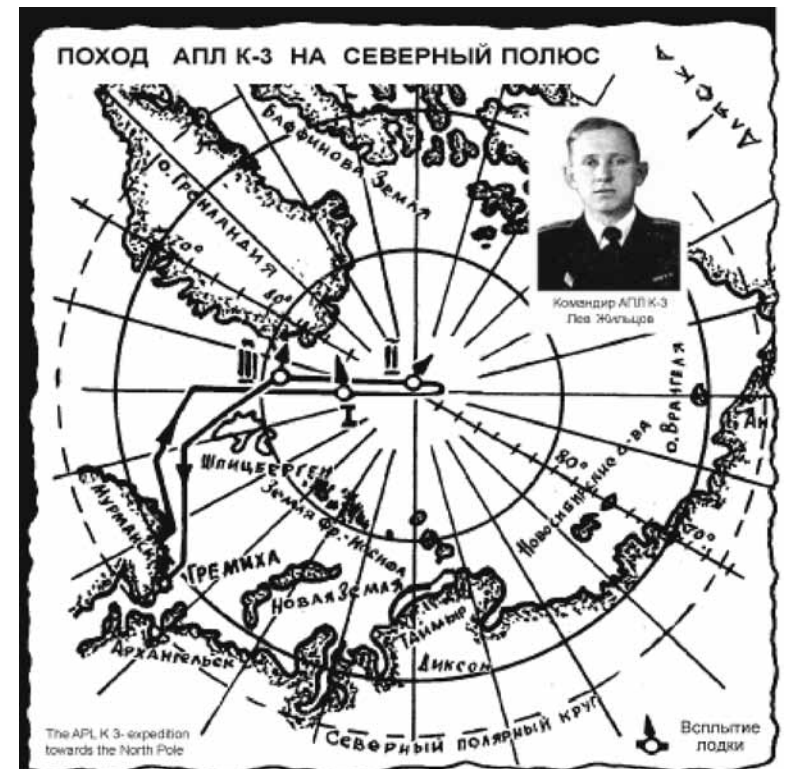 ПОХОД АПЛ К-3 НА СЕВЕРНЫЙ ПОЛЮС
АЛЯСКА
БАФФИНОВА ЗЕМЛЯ
О. ГРЕНЛАНДИЯ
70°
80°
Командир АПЛ К-3
Лев Жильцов
III
II
I
О. ВРАНГЕЛЯ
АН
ШПИЦБЕРГЕН
ЗЕМЛЯ ФР.-ИОСИФА
НОВОСИБИРСКИЕ О-ВА
80°
70°
МУРМАНСК
ГРЕМИХА
НОВАЯ ЗЕМЛЯ
ТАЙМЫР
АРХАНГЕЛЬСК
ДИКСОН
СЕВЕРНЫЙ ПОЛЯРНЫЙ КРУГ
The APL K 3- expedition
towards the North Pole
Всплытие
лодки